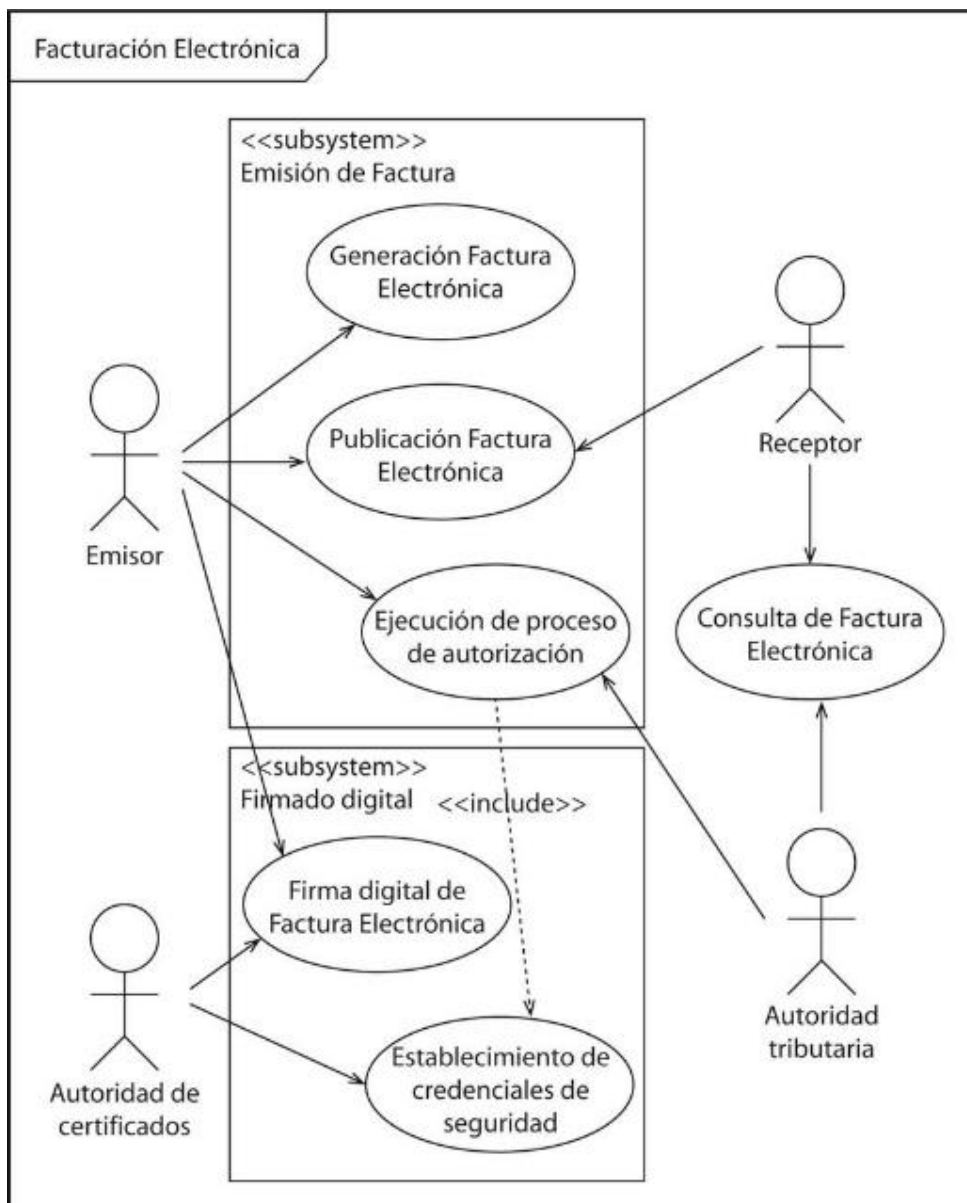 Facturación Electrónica
<<subsystem>>
Emisión de Factura
Generación Factura
Electrónica
Publicación Factura
Electrónica
Receptor
Emisor
Ejecución de proceso
de autorización
Consulta de Factura
Electrónica
<<subsystem>>
Firmado digital
<<include>>
Firma digital de
Factura Electrónica
Autoridad
tributaria
Establecimiento de
credenciales de
seguridad
Autoridad de
certificados